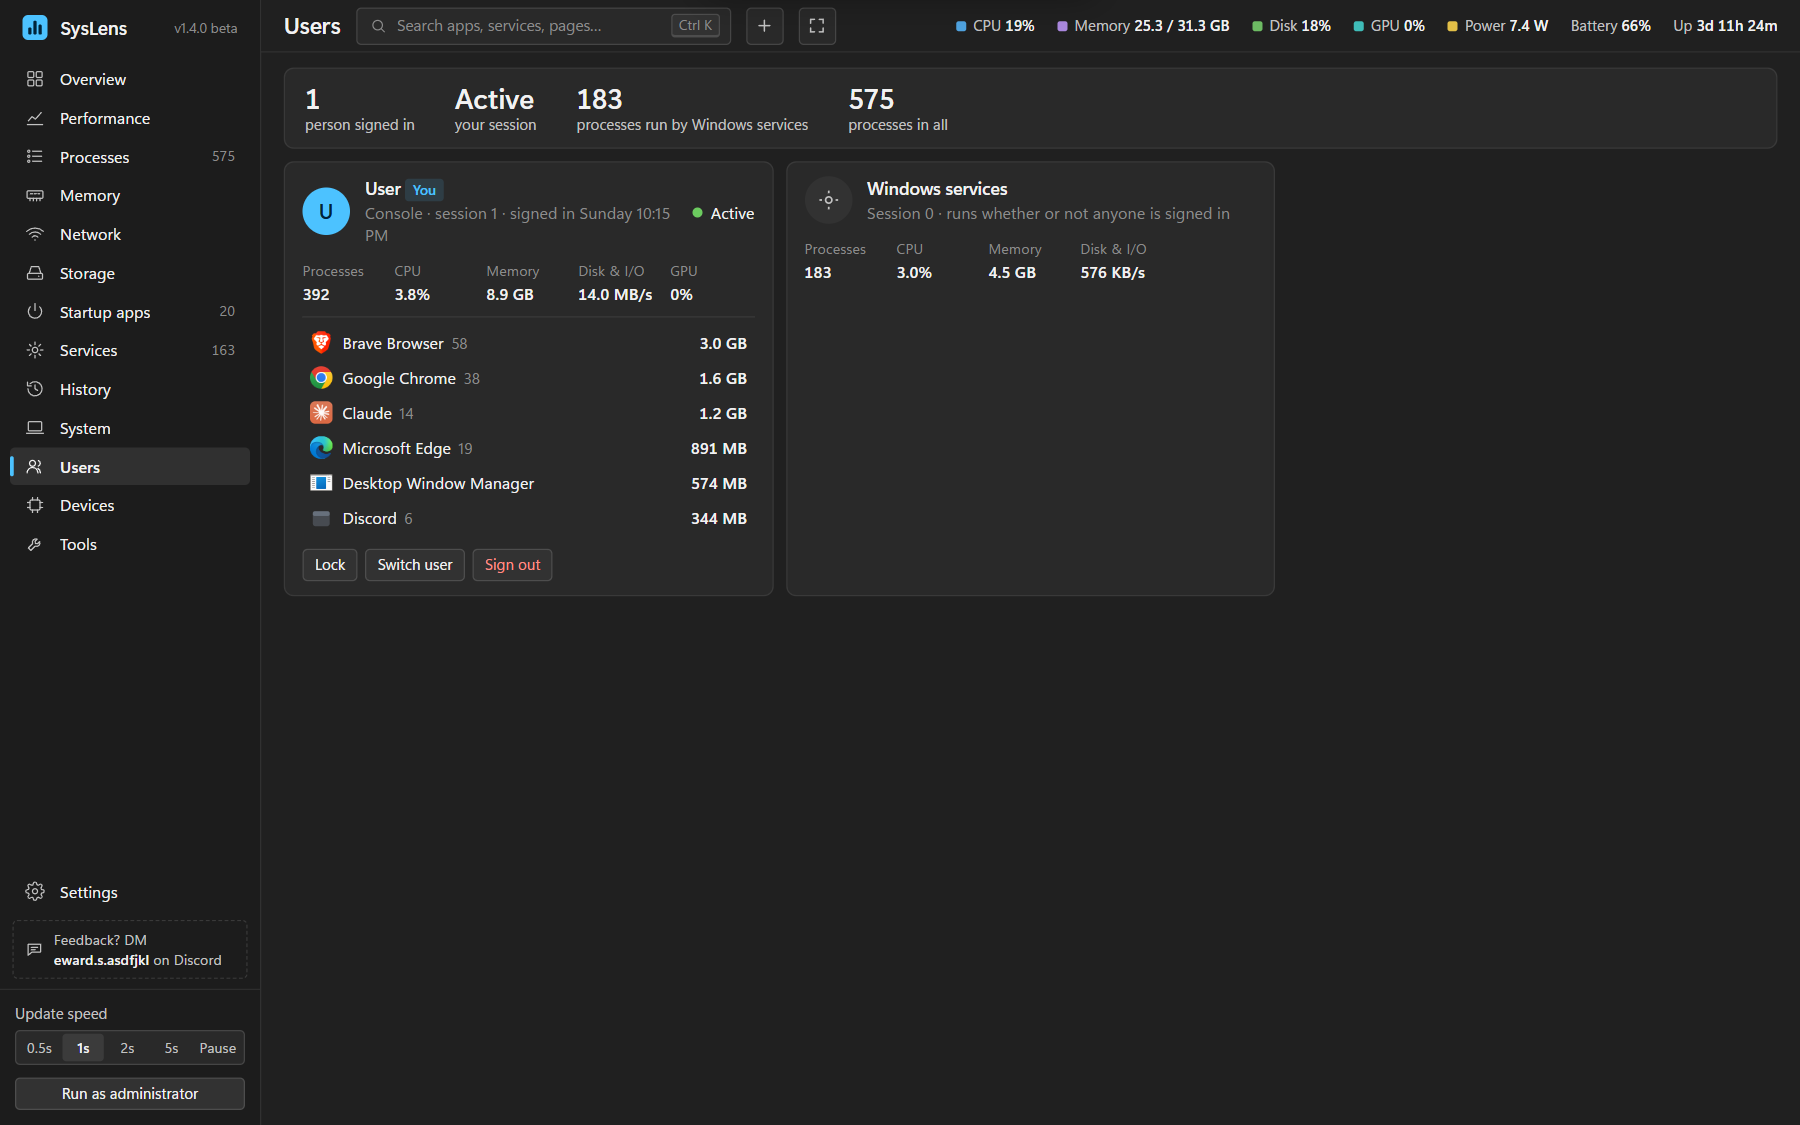 SysLens v1.4.0 beta
Overview
Performance
Processes 575
Memory
Network
Storage
Startup apps 20
Services 163
History
System
Users
Devices
Tools
Settings
Feedback? DM
eward.s.asdfjkl on Discord
Update speed
0.5s 1s 2s 5s Pause
Run as administrator
Users Search apps, services, pages... Ctrl K CPU 19% Memory 25.3 / 31.3 GB Disk 18% GPU 0% Power 7.4 W Battery 66% Up 3d 11h 24m
1 Active 183 575
person signed in your session processes run by Windows services processes in all
U
User You
Console · session 1 · signed in Sunday 10:15
PM
Active
Processes CPU Memory Disk & I/O GPU
392 3.8% 8.9 GB 14.0 MB/s 0%
Brave Browser 58 3.0 GB
Google Chrome 38 1.6 GB
Claude 14 1.2 GB
Microsoft Edge 19 891 MB
Desktop Window Manager 574 MB
Discord 6 344 MB
Lock Switch user Sign out
Windows services
Session 0 · runs whether or not anyone is signed in
Processes CPU Memory Disk & I/O
183 3.0% 4.5 GB 576 KB/s